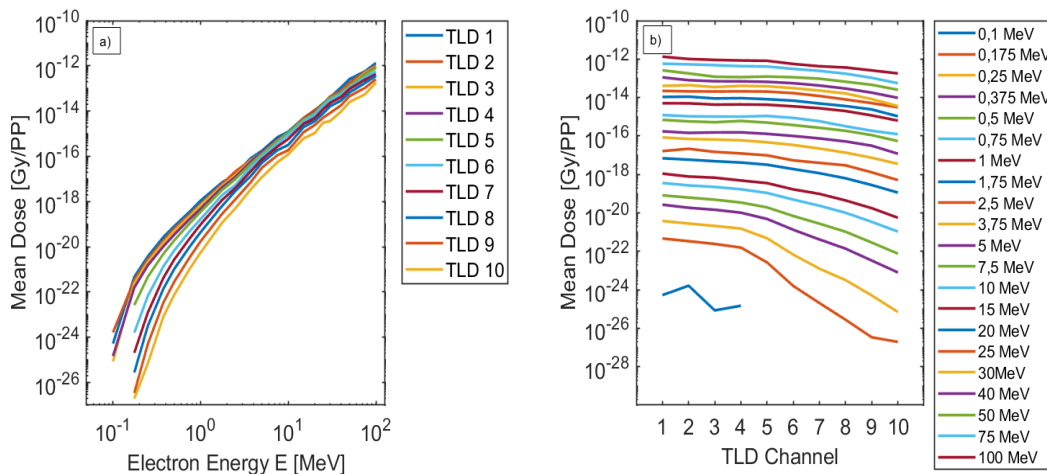 a)
Mean Dose [Gy/PP]
10^-10
10^-12
10^-14
10^-16
10^-18
10^-20
10^-22
10^-24
10^-26
10^-1
10^0
10^1
10^2
Electron Energy E [MeV]
TLD 1
TLD 2
TLD 3
TLD 4
TLD 5
TLD 6
TLD 7
TLD 8
TLD 9
TLD 10
b)
Mean Dose [Gy/PP]
10^-10
10^-12
10^-14
10^-16
10^-18
10^-20
10^-22
10^-24
10^-26
10^-28
1 2 3 4 5 6 7 8 9 10
TLD Channel
0,1 MeV
0,175 MeV
0,25 MeV
0,375 MeV
0,5 MeV
0,75 MeV
1 MeV
1,75 MeV
2,5 MeV
3,75 MeV
5 MeV
7,5 MeV
10 MeV
15 MeV
20 MeV
25 MeV
30MeV
40 MeV
50 MeV
75 MeV
100 MeV